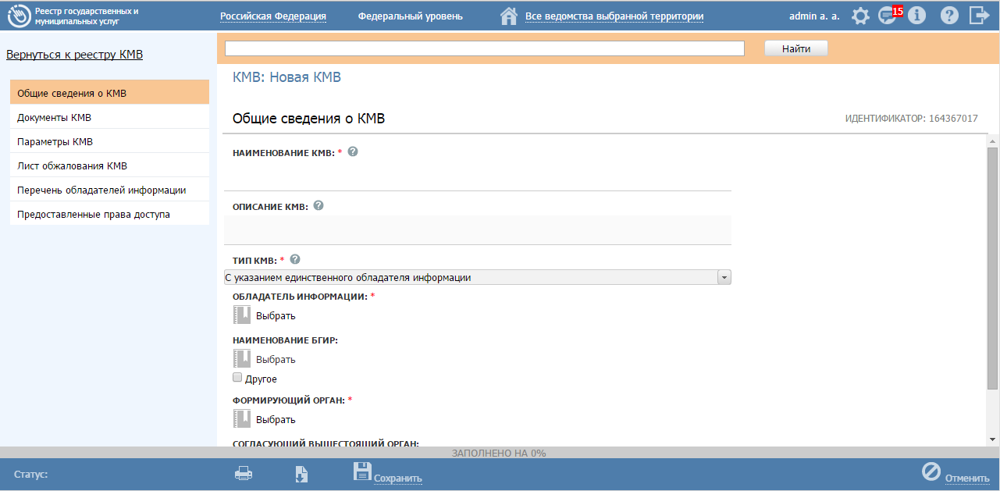 Реестр государственных и
муниципальных услуг
Российская Федерация
Федеральный уровень
Все ведомства выбранной территории
admin a. a.
15
Вернуться к реестру КМВ
Найти
Общие сведения о КМВ
Документы КМВ
Параметры КМВ
Лист обжалования КМВ
Перечень обладателей информации
Предоставленные права доступа
КМВ: Новая КМВ
Общие сведения о КМВ
ИДЕНТИФИКАТОР: 164367017
НАИМЕНОВАНИЕ КМВ: * ?
ОПИСАНИЕ КМВ: ?
ТИП КМВ: * ?
С указанием единственного обладателя информации
ОБЛАДАТЕЛЬ ИНФОРМАЦИИ: *
Выбрать
НАИМЕНОВАНИЕ БГИР:
Выбрать
Другое
ФОРМИРУЮЩИЙ ОРГАН: *
Выбрать
СОГЛАСУЮЩИЙ ВЫШЕСТОЯЩИЙ ОРГАН:
ЗАПОЛНЕНО НА 0%
Статус:
Сохранить
Отменить